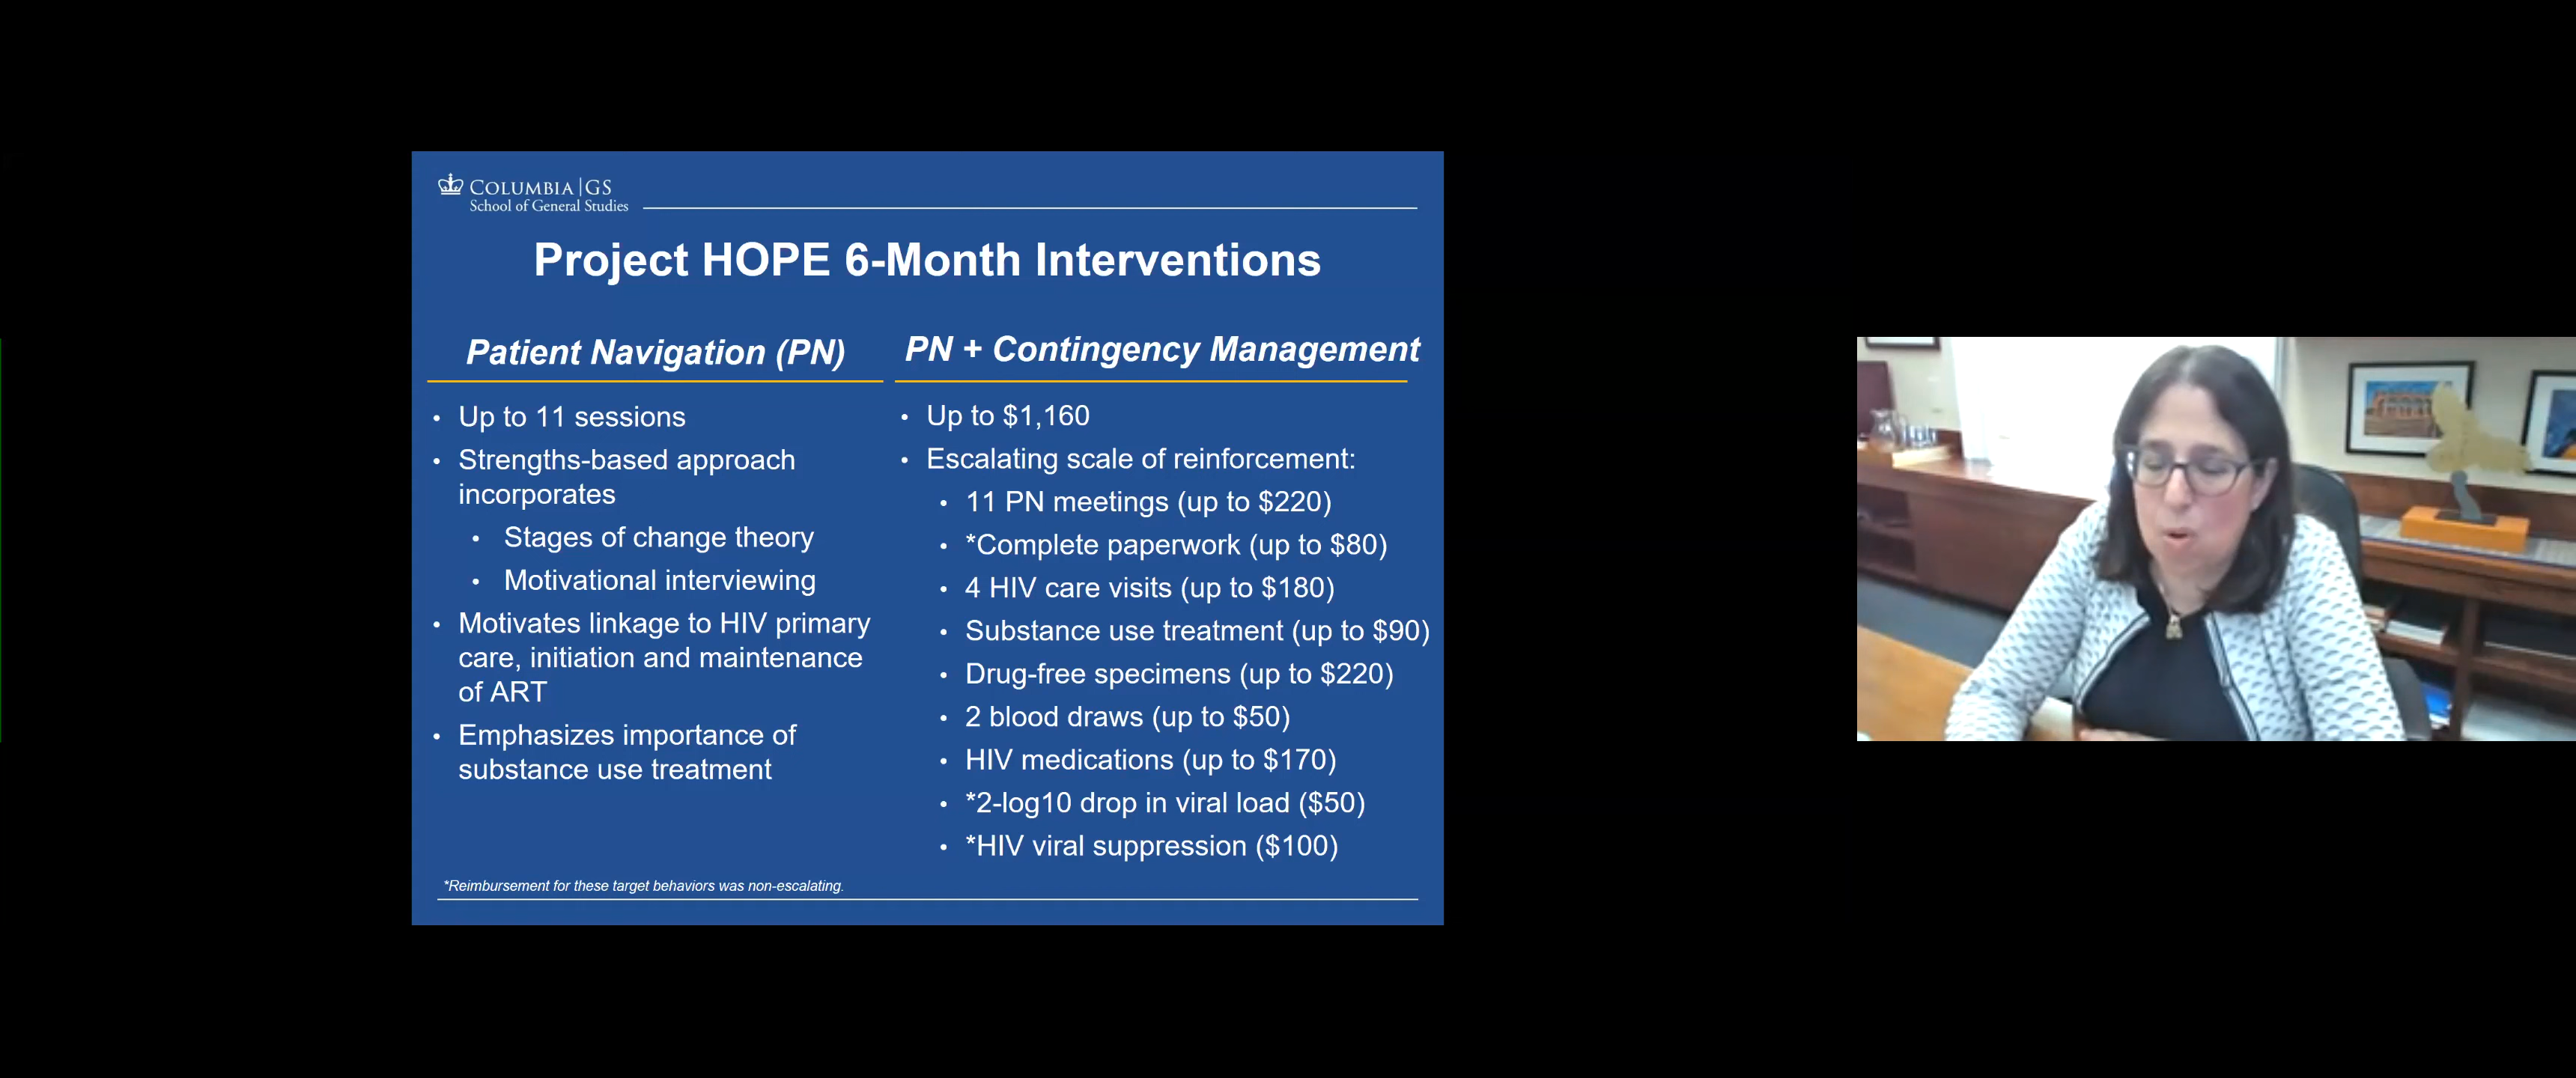 COLUMBIA | GS
School of General Studies
Project HOPE 6-Month Interventions
Patient Navigation (PN)
• Up to 11 sessions
• Strengths-based approach
incorporates
• Stages of change theory
• Motivational interviewing
• Motivates linkage to HIV primary
care, initiation and maintenance
of ART
• Emphasizes importance of
substance use treatment
PN + Contingency Management
• Up to $1,160
• Escalating scale of reinforcement:
• 11 PN meetings (up to $220)
• *Complete paperwork (up to $80)
• 4 HIV care visits (up to $180)
• Substance use treatment (up to $90)
• Drug-free specimens (up to $220)
• 2 blood draws (up to $50)
• HIV medications (up to $170)
• *2-log10 drop in viral load ($50)
• *HIV viral suppression ($100)
*Reimbursement for these target behaviors was non-escalating.